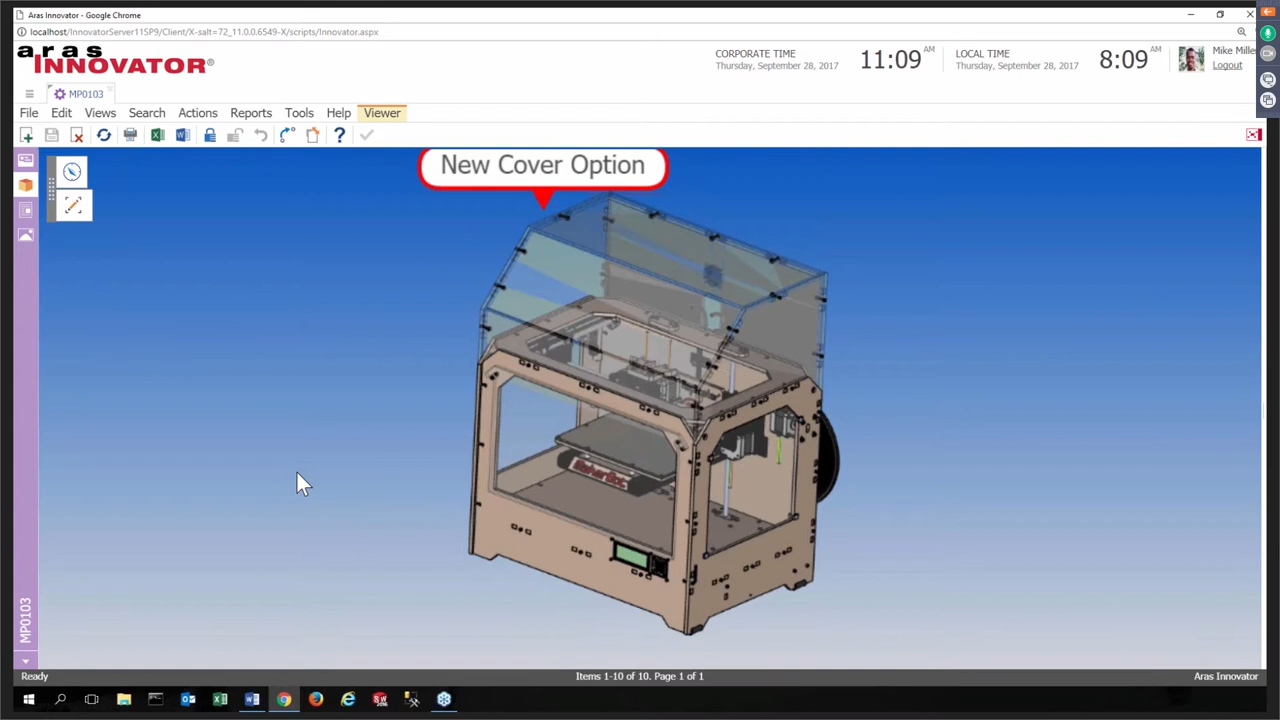 Aras Innovator - Google Chrome
localhost/InnovatorServer11SP9/Client/X-salt=72_11.0.0.6549-X/scripts/Innovator.aspx
aras
INNOVATOR®
CORPORATE TIME
Thursday, September 28, 2017
11:09 AM
LOCAL TIME
Thursday, September 28, 2017
8:09 AM
Mike Miller
Logout
MP0103
File Edit Views Search Actions Reports Tools Help Viewer
New Cover Option
MakerBot
MP0103
Ready
Items 1-10 of 10. Page 1 of 1
Aras Innovator